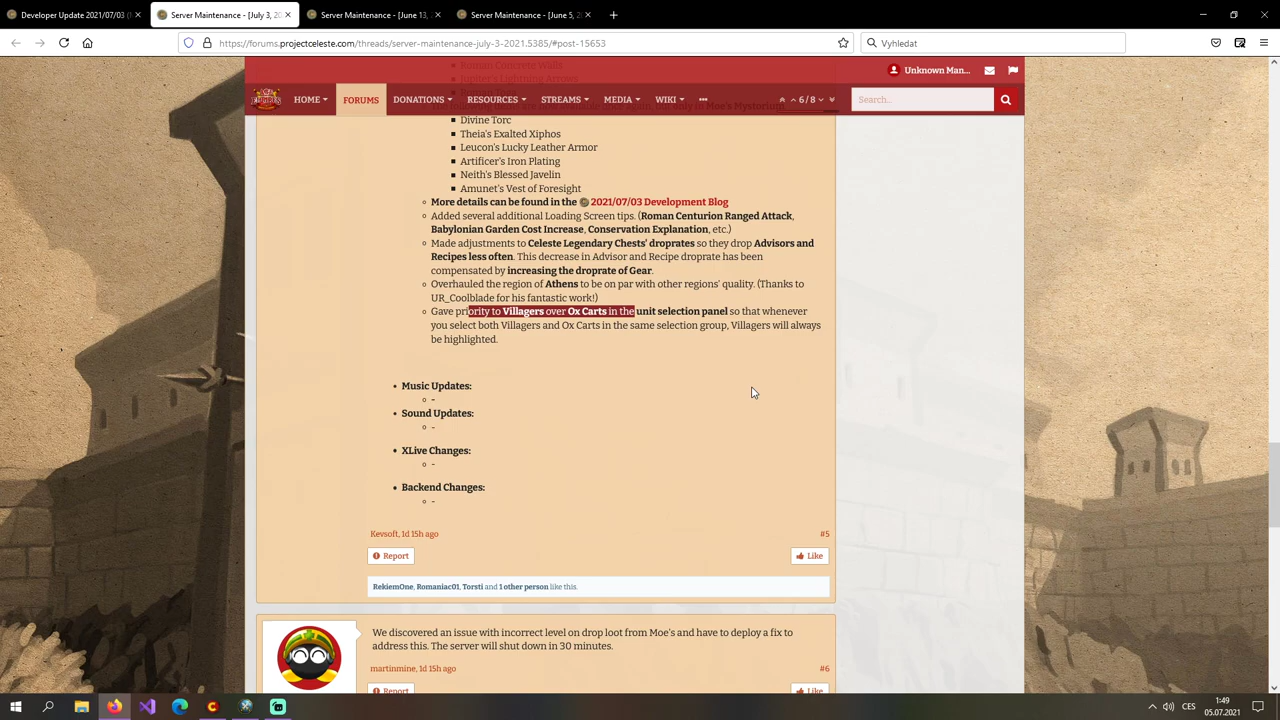 Developer Update 2021/07/03 (
Server Maintenance - [July 3, 20
Server Maintenance - [June 13,
Server Maintenance - [June 5, 2
https://forums.projectceleste.com/threads/server-maintenance-july-3-2021.5385/#post-15653
Vyhledat
Roman Concrete Walls
Jupiter's Lightning Arrows
Unknown Man...
HOME
FORUMS
DONATIONS
RESOURCES
STREAMS
MEDIA
WIKI
6 / 8
Search...
Divine Torc
Theia's Exalted Xiphos
Leucon's Lucky Leather Armor
Artificer's Iron Plating
Neith's Blessed Javelin
Amunet's Vest of Foresight
More details can be found in the 2021/07/03 Development Blog
Added several additional Loading Screen tips. (Roman Centurion Ranged Attack,
Babylonian Garden Cost Increase, Conservation Explanation, etc.)
Made adjustments to Celeste Legendary Chests' droprates so they drop Advisors and
Recipes less often. This decrease in Advisor and Recipe droprate has been
compensated by increasing the droprate of Gear.
Overhauled the region of Athens to be on par with other regions' quality. (Thanks to
UR_Coolblade for his fantastic work!)
Gave priority to Villagers over Ox Carts in the unit selection panel so that whenever
you select both Villagers and Ox Carts in the same selection group, Villagers will always
be highlighted.
Music Updates:
-
Sound Updates:
-
XLive Changes:
-
Backend Changes:
-
Kevsoft, 1d 15h ago
#5
Report
Like
RekiemOne, Romaniac01, Torsti and 1 other person like this.
We discovered an issue with incorrect level on drop loot from Moe's and have to deploy a fix to
address this. The server will shut down in 30 minutes.
martinmine, 1d 15h ago
#6
Report
Like
CES
1:49
05.07.2021